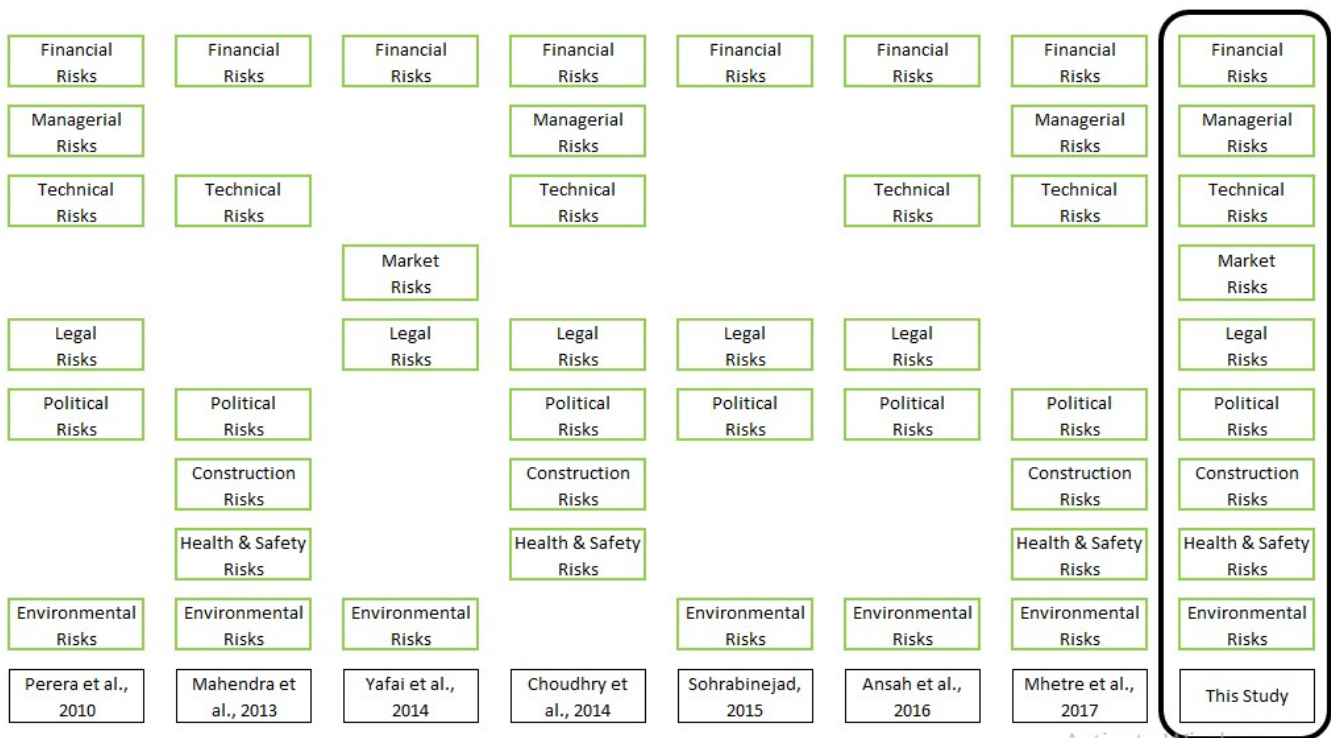 Financial Financial Financial Financial Financial Financial Financial Financial
Risks Risks Risks Risks Risks Risks Risks Risks
Managerial Managerial Managerial Managerial
Risks Risks Risks Risks
Technical Technical Technical Technical Technical Technical
Risks Risks Risks Risks Risks Risks
Market Market
Risks Risks
Legal Legal Legal Legal Legal Legal
Risks Risks Risks Risks Risks Risks
Political Political Political Political Political Political Political
Risks Risks Risks Risks Risks Risks Risks
Construction Construction Construction Construction
Risks Risks Risks Risks
Health & Safety Health & Safety Health & Safety Health & Safety
Risks Risks Risks Risks
Environmental Environmental Environmental Environmental Environmental Environmental Environmental
Risks Risks Risks Risks Risks Risks Risks
Perera et al., Mahendra et Yafai et al., Choudhry et Sohrabinejad, Ansah et al., Mhetre et al., This Study
2010 al., 2013 2014 al., 2014 2015 2016 2017